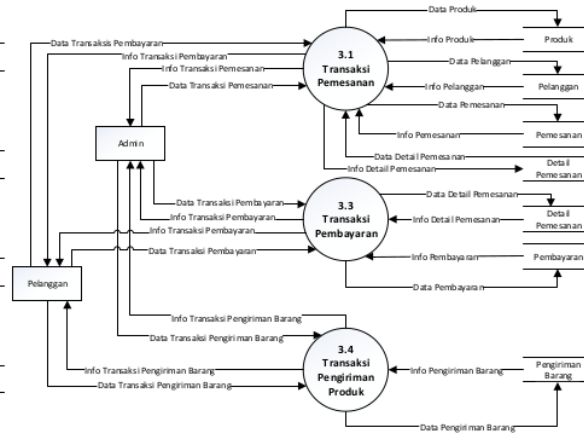 Data Produk
Info Produk
Produk
Data Transaksis Pembayaran
Info Transaksi Pembayaran
Info Transaksi Pemesanan
Data Transaksi Pemesanan
3.1
Transaksi
Pemesanan
Data Pelanggan
Info Pelanggan
Pelanggan
Data Pemesanan
Info Pemesanan
Pemesanan
Admin
Data Detail Pemesanan
Info Detail Pemesanan
Detail
Pemesanan
Data Transaksi Pembayaran
Info Transaksi Pembayaran
Info Transaksi Pembayaran
Data Transaksi Pembayaran
3.3
Transaksi
Pembayaran
Data Detail Pemesanan
Info Detail Pemesanan
Detail
Pemesanan
Info Pembayaran
Pembayaran
Data Pembayaran
Pelanggan
Info Transaksi Pengiriman Barang
Data Transaksi Pengiriman Barang
Info Transaksi Pengiriman Barang
Data Transaksi Pengiriman Barang
3.4
Transaksi
Pengiriman
Produk
Info Pengiriman Barang
Pengiriman
Barang
Data Pengiriman Barang